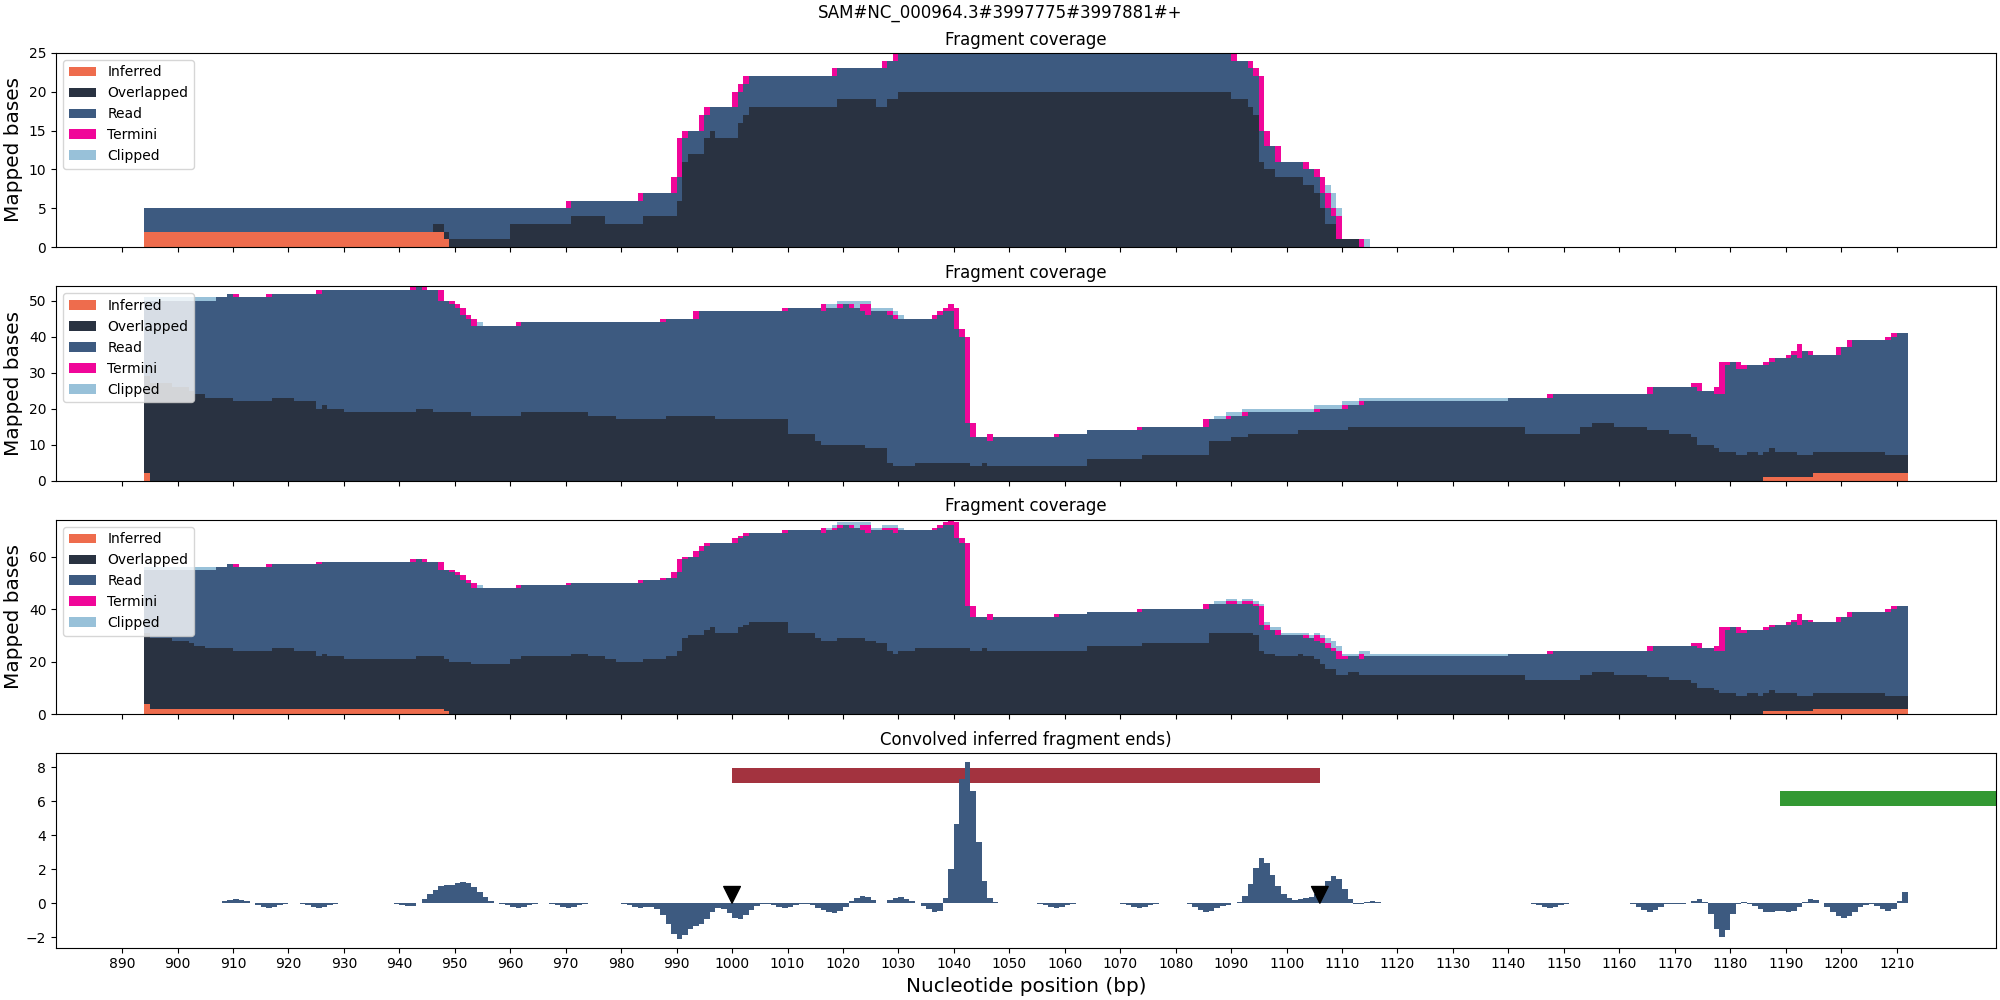 SAM#NC_000964.3#3997775#3997881#+
Fragment coverage
Mapped bases
25
20
15
10
5
0
Inferred
Overlapped
Read
Termini
Clipped
Fragment coverage
Mapped bases
50
40
30
20
10
0
Inferred
Overlapped
Read
Termini
Clipped
Fragment coverage
Mapped bases
60
40
20
0
Inferred
Overlapped
Read
Termini
Clipped
Convolved inferred fragment ends)
8
6
4
2
0
−2
890 900 910 920 930 940 950 960 970 980 990 1000 1010 1020 1030 1040 1050 1060 1070 1080 1090 1100 1110 1120 1130 1140 1150 1160 1170 1180 1190 1200 1210
Nucleotide position (bp)